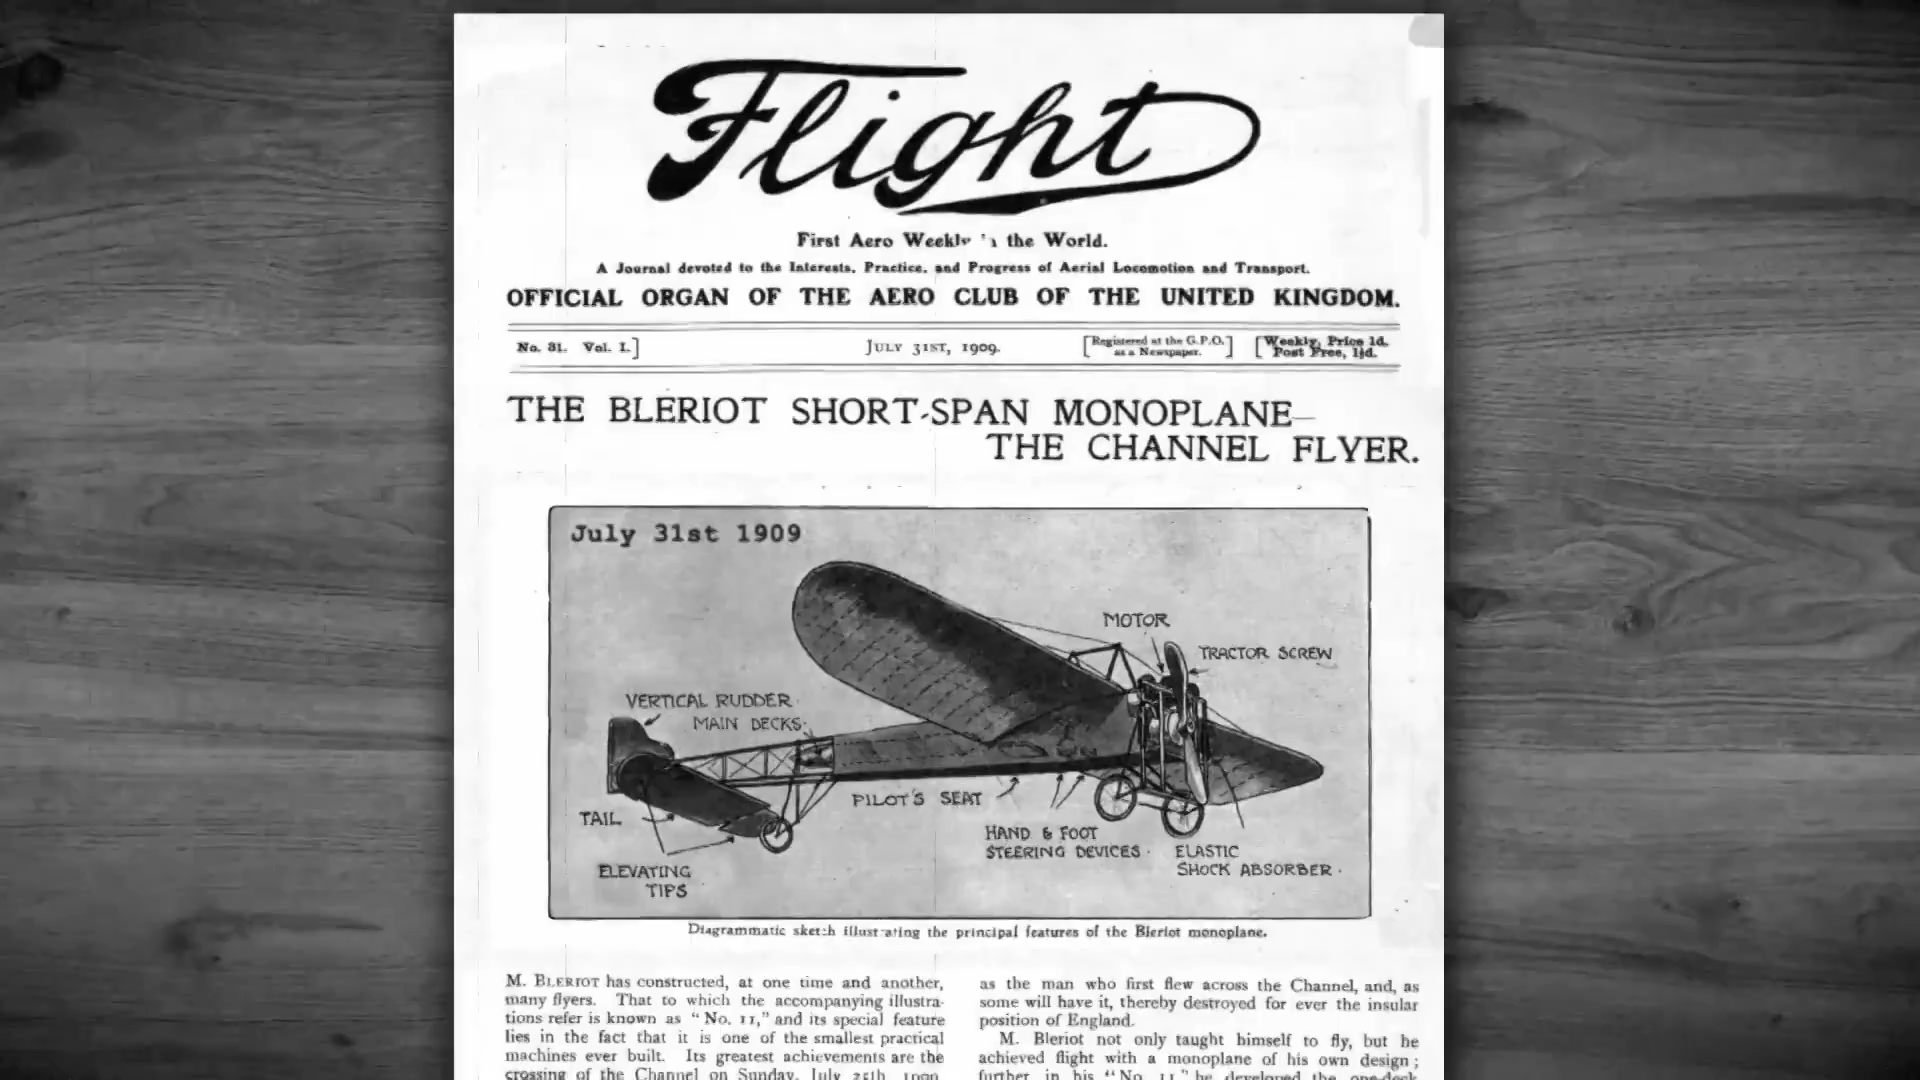 Flight
First Aero Weekly the World.
A Journal devoted to the Interests, Practice, and Progress of Aerial Locomotion and Transport.
OFFICIAL ORGAN OF THE AERO CLUB OF THE UNITED KINGDOM.
No. 31. Vol. I.]
JULY 31ST, 1909.
[Registered at the G.P.O. as a Newspaper.]
[Weekly, Price 1d. Post Free, 1½d.
THE BLERIOT SHORT-SPAN MONOPLANE—
THE CHANNEL FLYER.
July 31st 1909
MOTOR
TRACTOR SCREW
VERTICAL RUDDER
MAIN DECKS
PILOT'S SEAT
TAIL
HAND & FOOT
STEERING DEVICES
ELASTIC
SHOCK ABSORBER
ELEVATING
TIPS
Diagrammatic sketch illustrating the principal features of the Bleriot monoplane.
M. BLERIOT has constructed, at one time and another,
many flyers. That to which the accompanying illustra-
tions refer is known as "No. 11," and its special feature
lies in the fact that it is one of the smallest practical
machines ever built. Its greatest achievements are the
crossing of the Channel on Sunday, July 25th, 1909,
as the man who first flew across the Channel, and, as
some will have it, thereby destroyed for ever the insular
position of England.
M. Bleriot not only taught himself to fly, but he
achieved flight with a monoplane of his own design;
further, in his "No. 11" he developed the one-deck